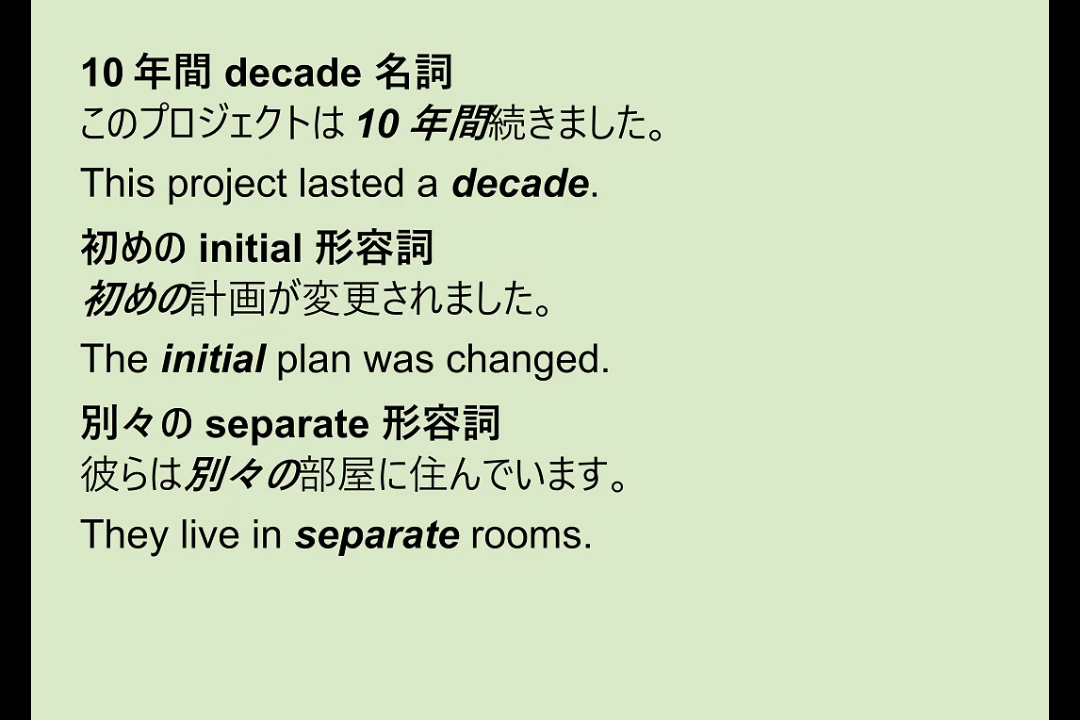 10 年間 decade 名詞
このプロジェクトは 10 年間続きました。
This project lasted a decade.
初めの initial 形容詞
初めの計画が変更されました。
The initial plan was changed.
別々の separate 形容詞
彼らは別々の部屋に住んでいます。
They live in separate rooms.